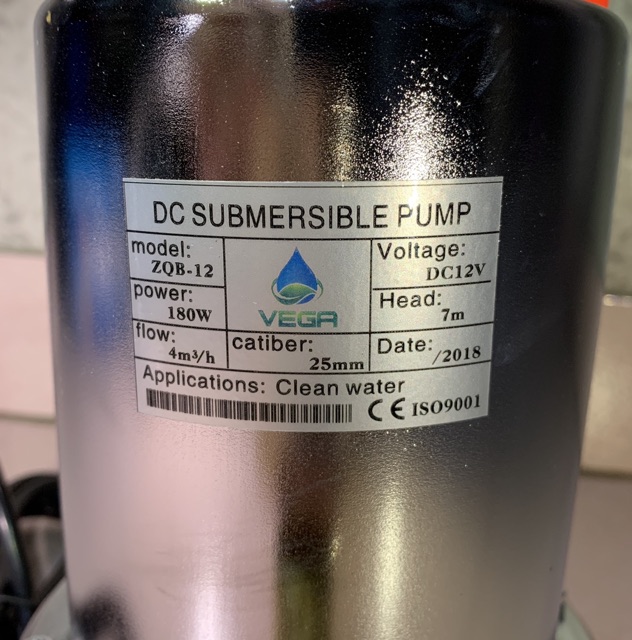 DC SUBMERSIBLE PUMP
model:
ZQB-12
power:
180W
flow:
4m³/h
VEGA
catiber:
25mm
Voltage:
DC12V
Head:
7m
Date:
/2018
Applications: Clean water
CE ISO9001